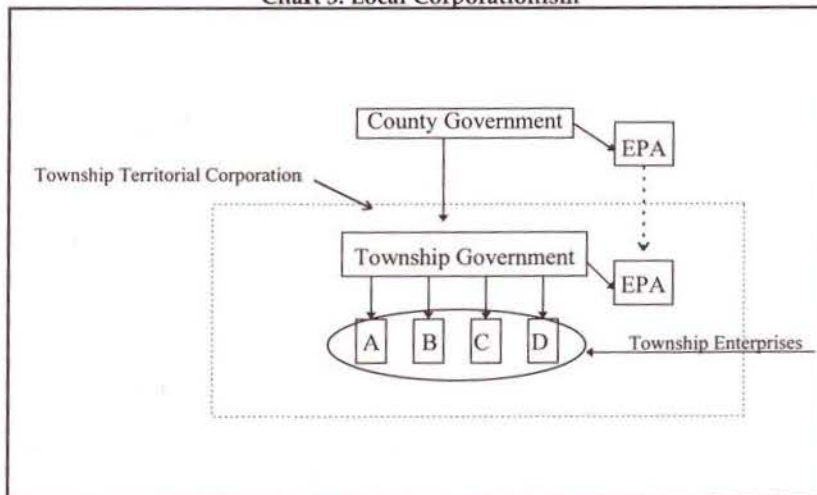 County Government
EPA
Township Territorial Corporation
Township Government
EPA
A B C D
Township Enterprises